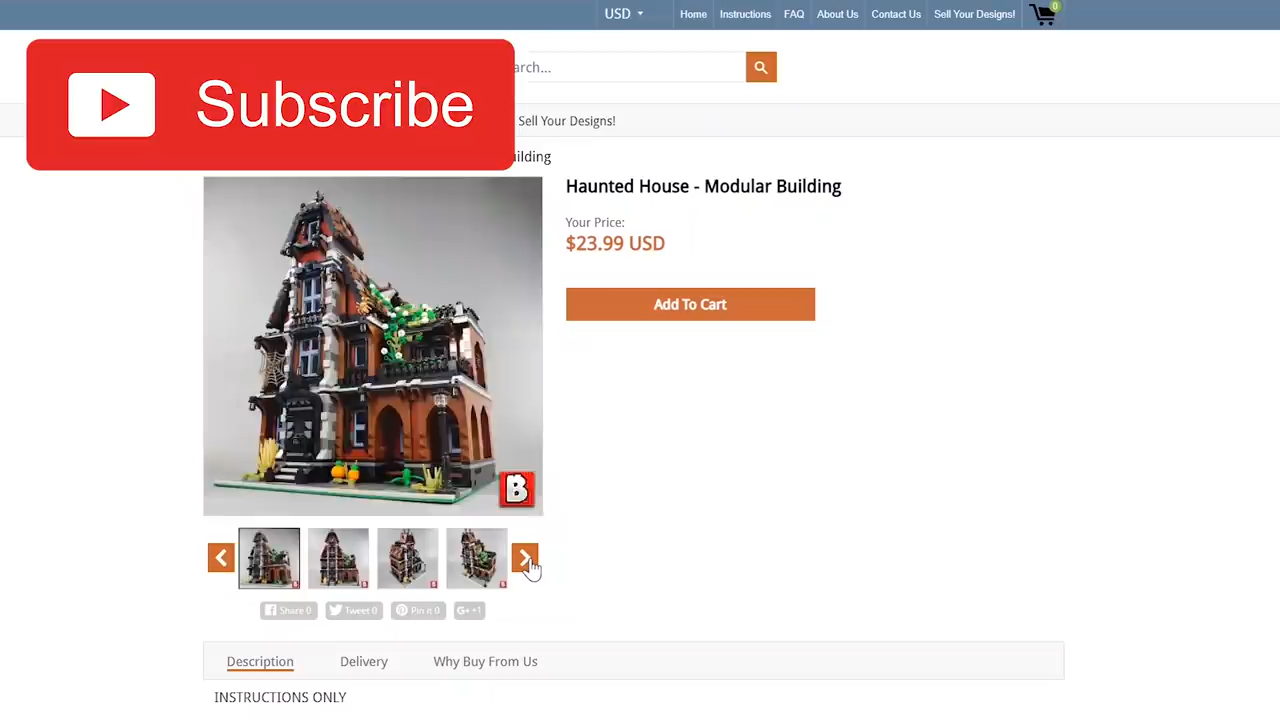 USD
Home
Instructions
FAQ
About Us
Contact Us
Sell Your Designs!
0
Subscribe
arch...
Sell Your Designs!
uilding
Haunted House - Modular Building
Your Price:
$23.99 USD
Add To Cart
B
Share 0
Tweet 0
Pin it 0
G+ +1
Description
Delivery
Why Buy From Us
INSTRUCTIONS ONLY